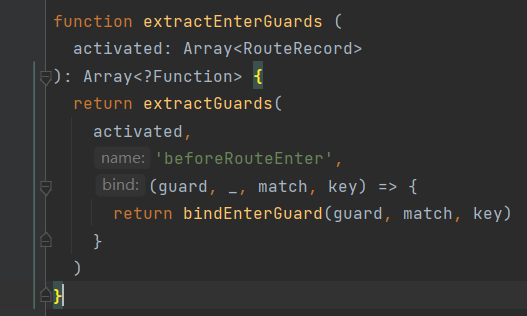 function extractEnterGuards (
  activated: Array<RouteRecord>
): Array<?Function> {
  return extractGuards(
    activated,
    name: 'beforeRouteEnter',
    bind: (guard, _, match, key) => {
      return bindEnterGuard(guard, match, key)
    }
  )
}